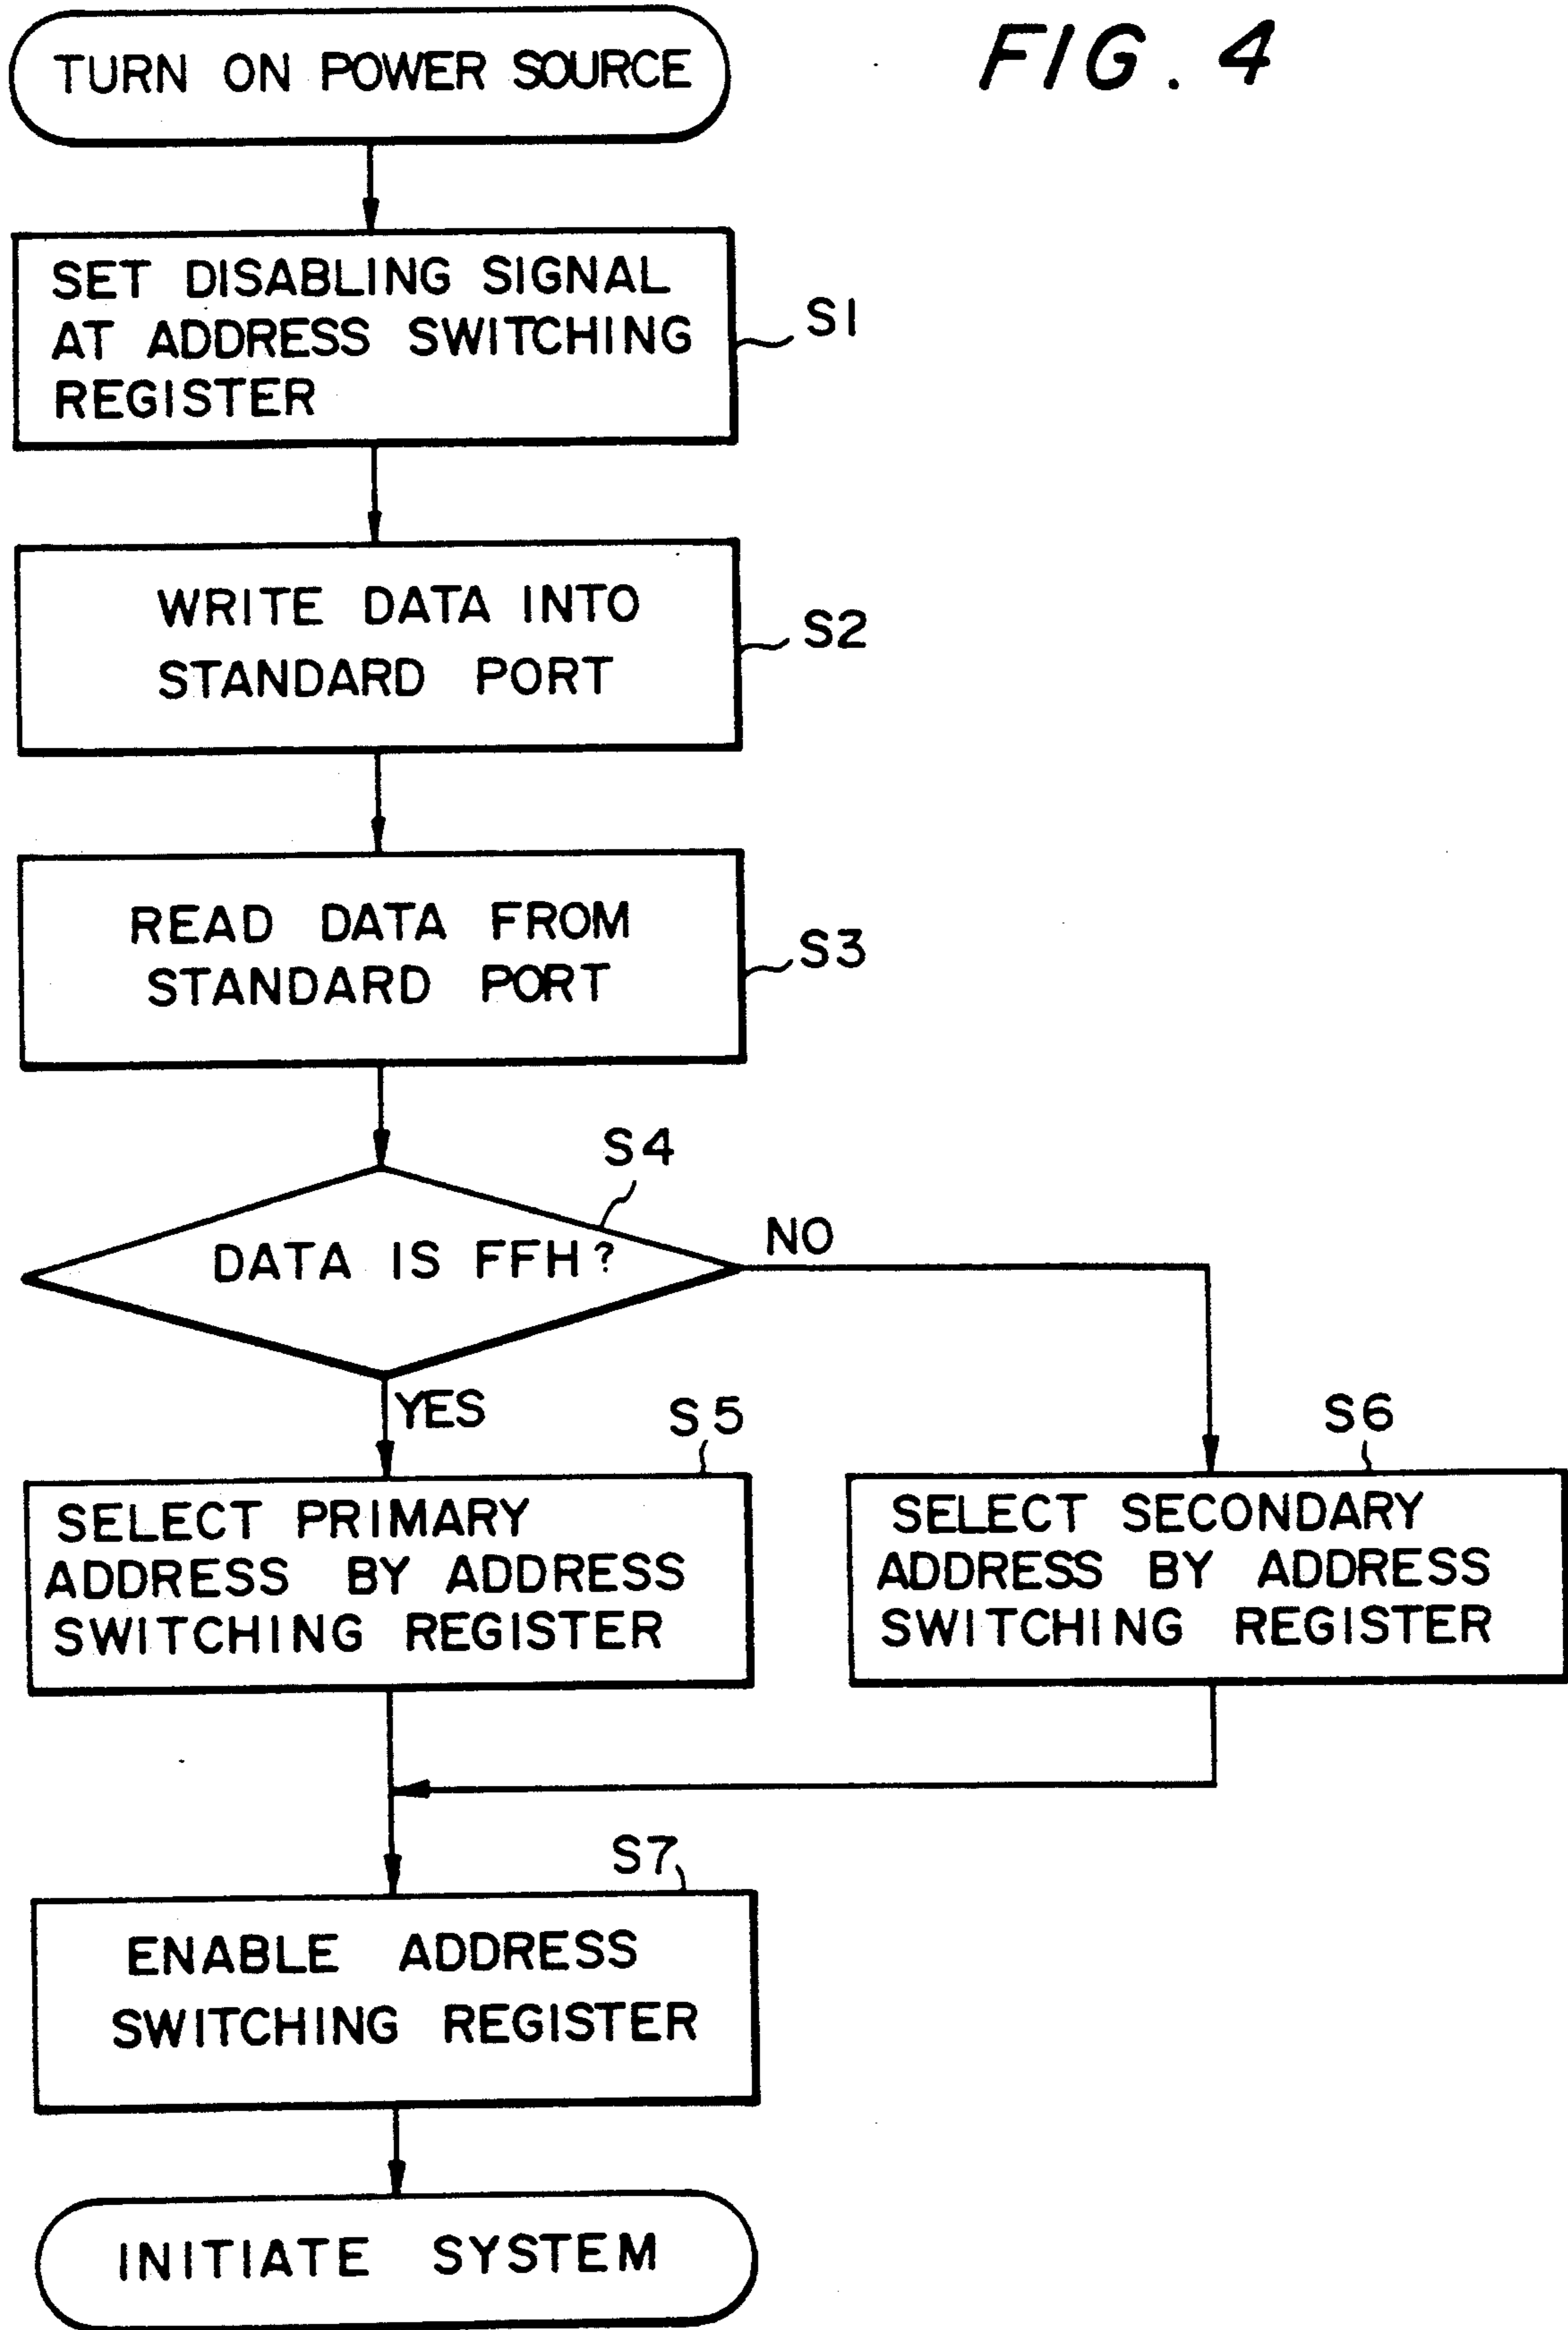 FIG. 4
TURN ON POWER SOURCE
SET DISABLING SIGNAL
AT ADDRESS SWITCHING
REGISTER
S1
WRITE DATA INTO
STANDARD PORT
S2
READ DATA FROM
STANDARD PORT
S3
S4
DATA IS FFH?
NO
YES
S5
SELECT PRIMARY
ADDRESS BY ADDRESS
SWITCHING REGISTER
S6
SELECT SECONDARY
ADDRESS BY ADDRESS
SWITCHING REGISTER
S7
ENABLE ADDRESS
SWITCHING REGISTER
INITIATE SYSTEM